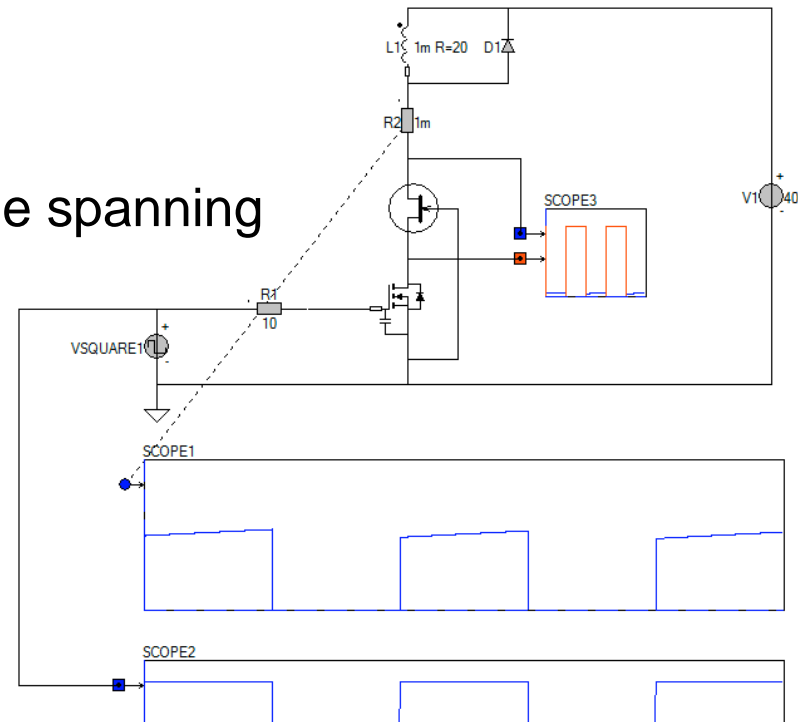 L1 1m R=20 D1
R2 1m
e spanning
SCOPE3
V1 40
+
-
R1
10
+
VSQUARE1
-
SCOPE1
SCOPE2